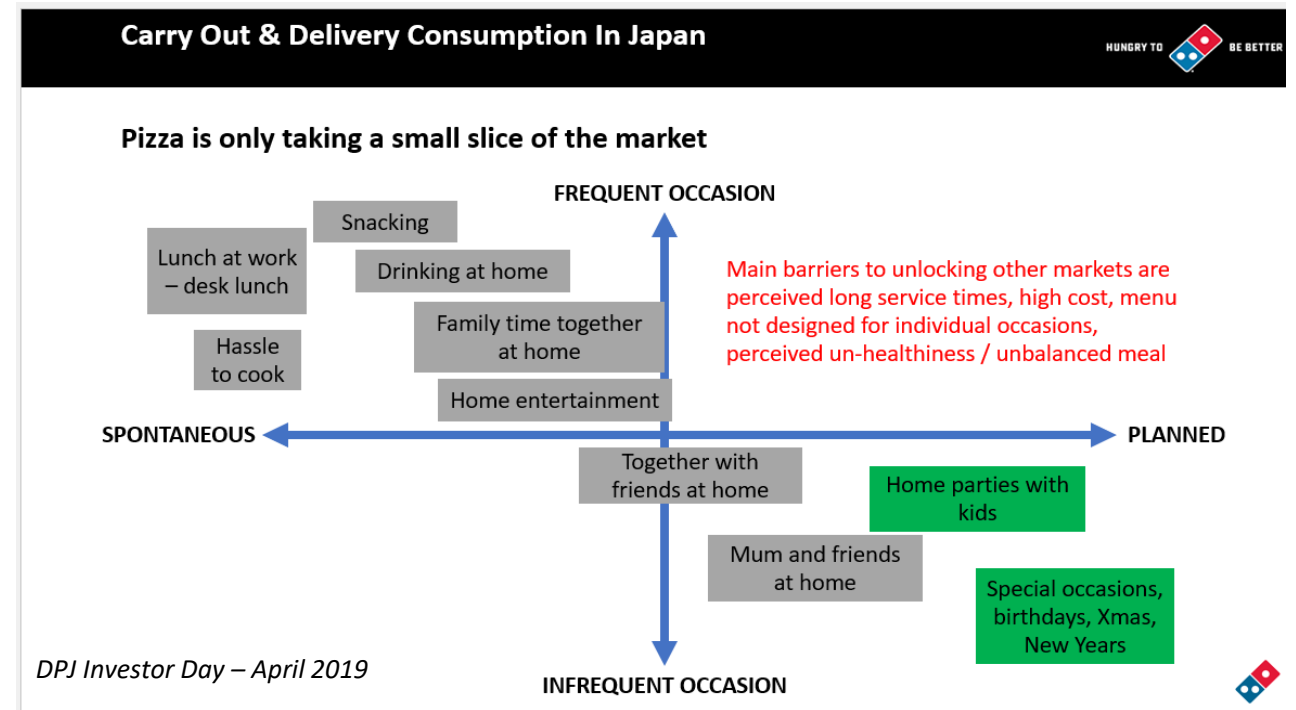 Carry Out & Delivery Consumption In Japan
HUNGRY TO BE BETTER
Pizza is only taking a small slice of the market
FREQUENT OCCASION
Snacking
Lunch at work
– desk lunch
Drinking at home
Main barriers to unlocking other markets are
perceived long service times, high cost, menu
not designed for individual occasions,
perceived un-healthiness / unbalanced meal
Family time together
at home
Hassle
to cook
Home entertainment
SPONTANEOUS
PLANNED
Together with
friends at home
Home parties with
kids
Mum and friends
at home
Special occasions,
birthdays, Xmas,
New Years
DPJ Investor Day – April 2019
INFREQUENT OCCASION